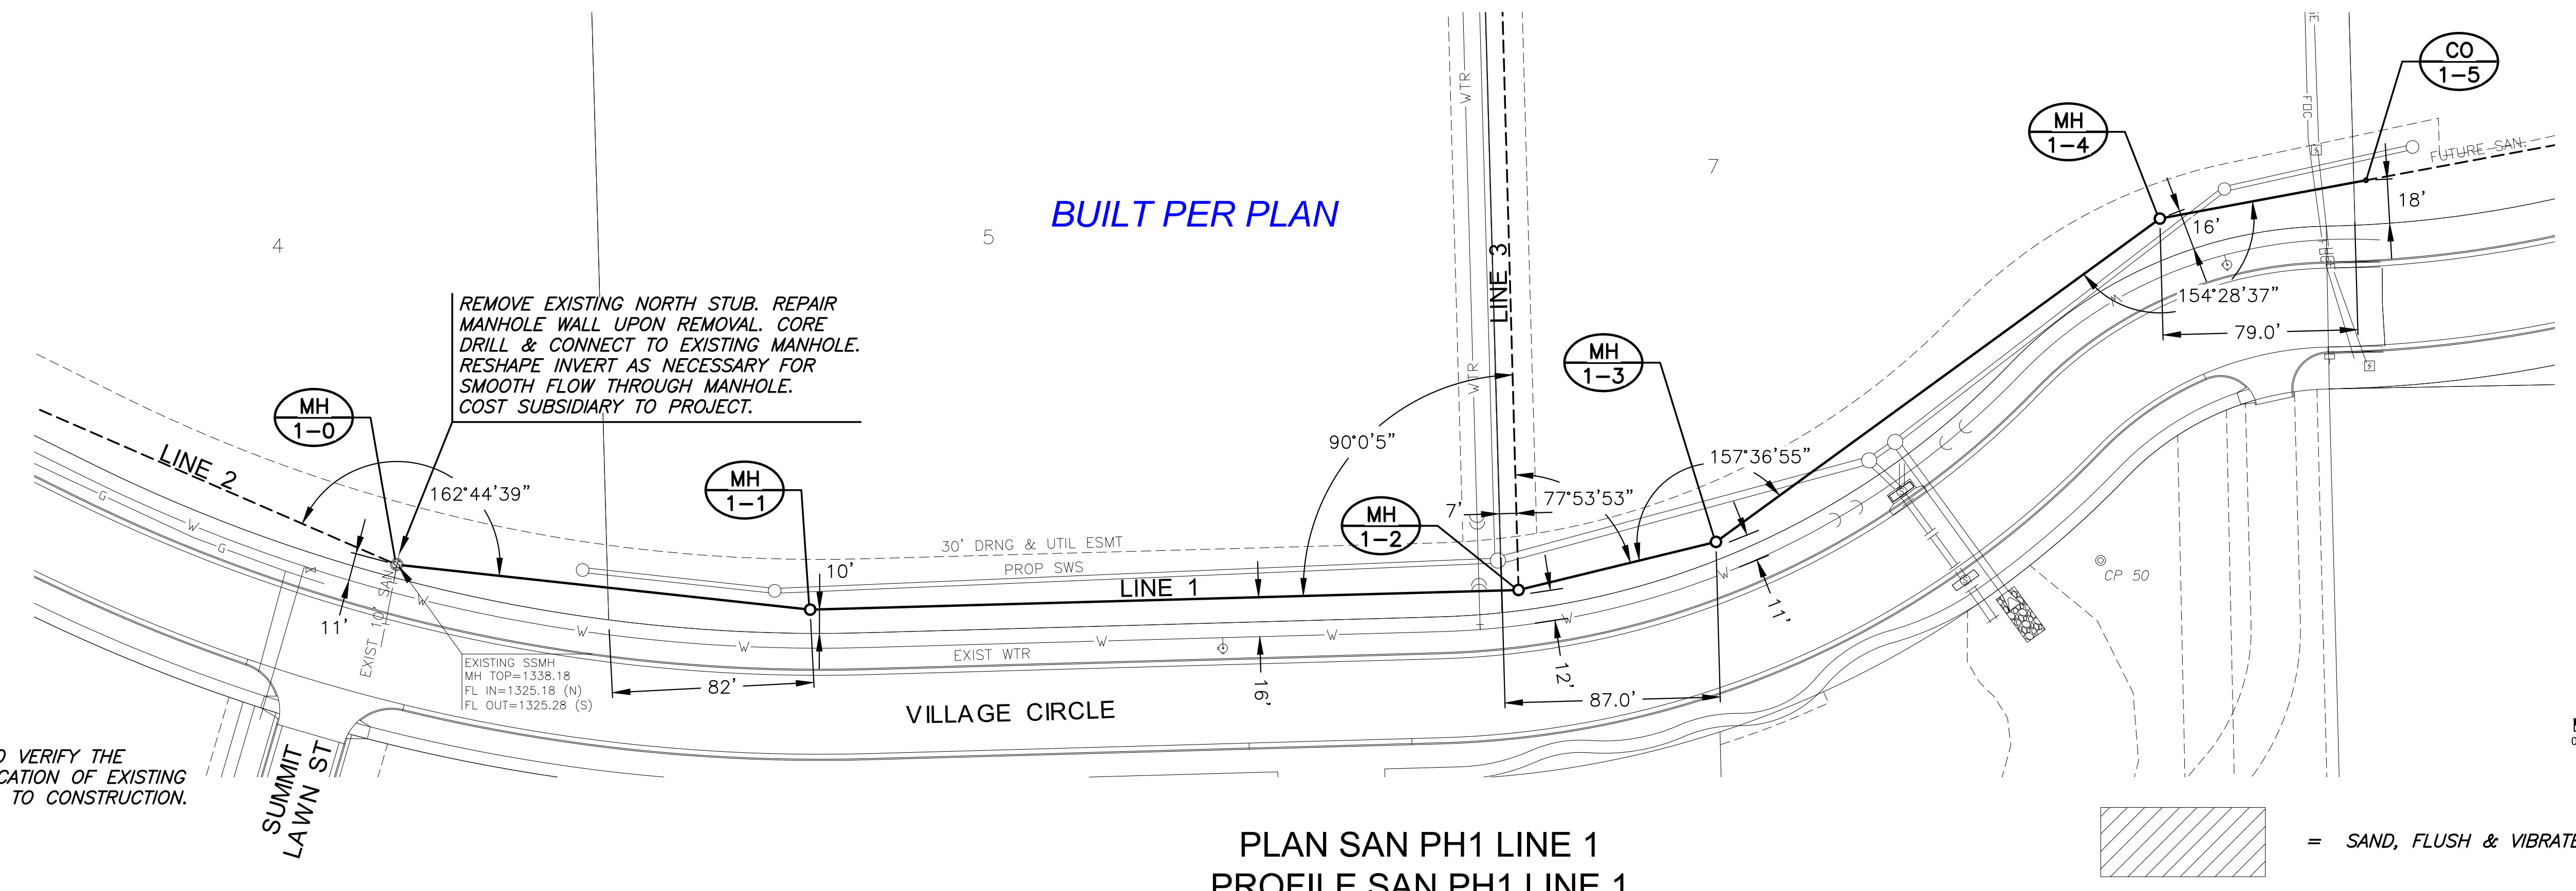 CO
1-5
MH
1-4
FDC
FUTURE SAN.
18'
16'
154°28'37"
79.0'
7
4
5
BUILT PER PLAN
WTR
WTR
LINE 3
REMOVE EXISTING NORTH STUB. REPAIR
MANHOLE WALL UPON REMOVAL. CORE
DRILL & CONNECT TO EXISTING MANHOLE.
RESHAPE INVERT AS NECESSARY FOR
SMOOTH FLOW THROUGH MANHOLE.
COST SUBSIDIARY TO PROJECT.
MH
1-0
MH
1-1
MH
1-2
MH
1-3
LINE 2
162°44'39"
90°0'5"
157°36'55"
77°53'53"
7'
30' DRNG & UTIL ESMT
PROP SWS
LINE 1
10'
11'
11'
12'
16'
G
W
G
W
W
W
W
W
W
W
W
EXIST 10' SAN
EXIST WTR
EXISTING SSMH
MH TOP=1338.18
FL IN=1325.18 (N)
FL OUT=1325.28 (S)
82'
87.0'
VILLAGE CIRCLE
CP 50
VERIFY THE
CATION OF EXISTING
TO CONSTRUCTION.
SUMMIT
LAWN ST
PLAN SAN PH1 LINE 1
PROFILE SAN PH1 LINE 1
= SAND, FLUSH & VIBRATE